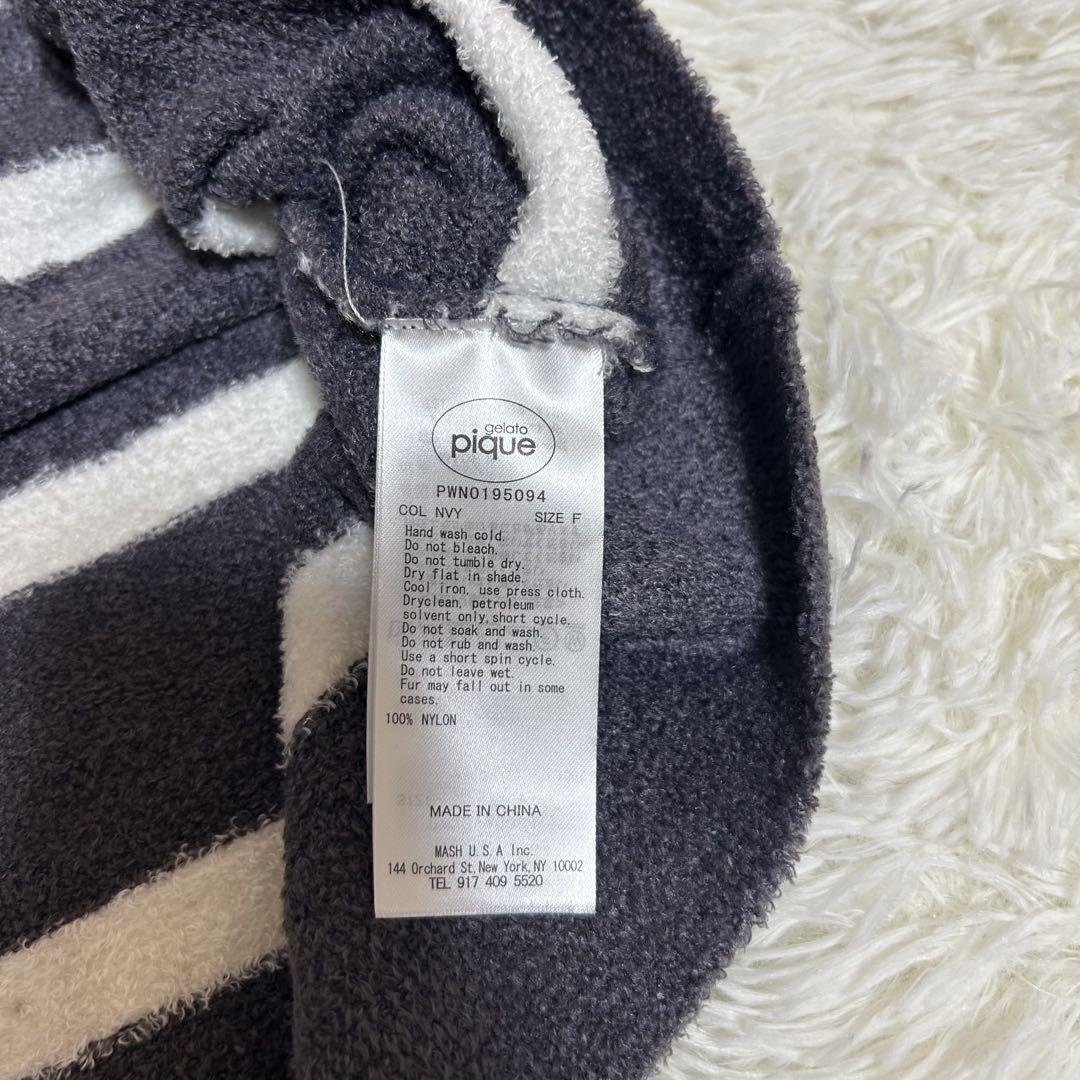 gelato
pique
PWNO195094
COL NVY SIZE F
Hand wash cold.
Do not bleach.
Do not tumble dry.
Dry flat in shade.
Cool iron, use press cloth.
Dryclean, petroleum
solvent only, short cycle.
Do not soak and wash.
Do not rub and wash.
Use a short spin cycle.
Do not leave wet.
Fur may fall out in some
cases.
100% NYLON
MADE IN CHINA
MASH U.S.A Inc.
144 Orchard St, New York, NY 10002
TEL 917 409 5520